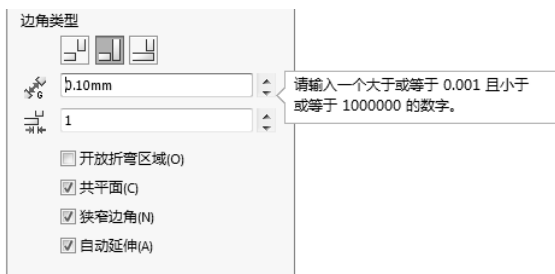 边角类型
G
0.10mm
请输入一个大于或等于 0.001 且小于
或等于 1000000 的数字。
1
开放折弯区域(O)
共平面(C)
狭窄边角(N)
自动延伸(A)